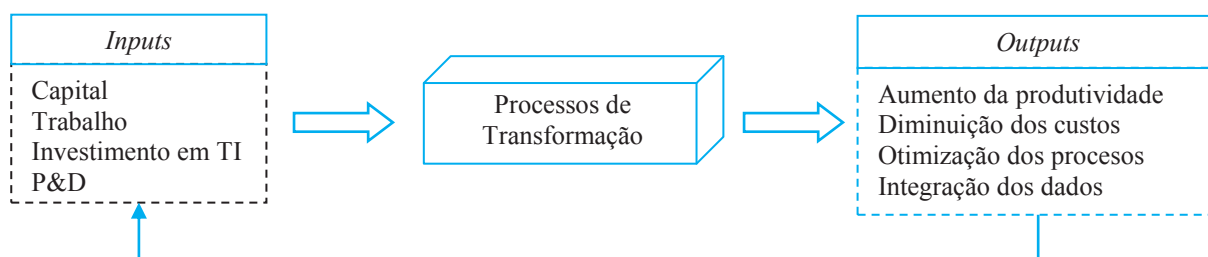 Inputs
Capital
Trabalho
Investimento em TI
P&D
Processos de
Transformação
Outputs
Aumento da produtividade
Diminuição dos custos
Otimização dos procesos
Integração dos dados